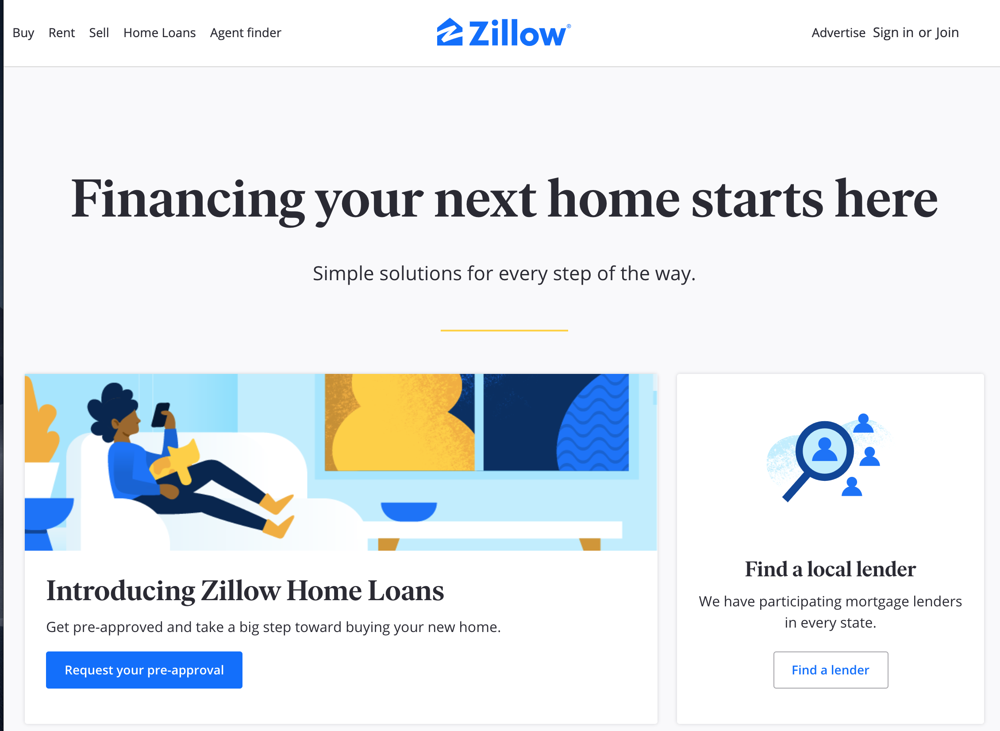 Buy Rent Sell Home Loans Agent finder Zillow® Advertise Sign in or Join
Financing your next home starts here
Simple solutions for every step of the way.
Introducing Zillow Home Loans
Get pre-approved and take a big step toward buying your new home.
Request your pre-approval
Find a local lender
We have participating mortgage lenders
in every state.
Find a lender